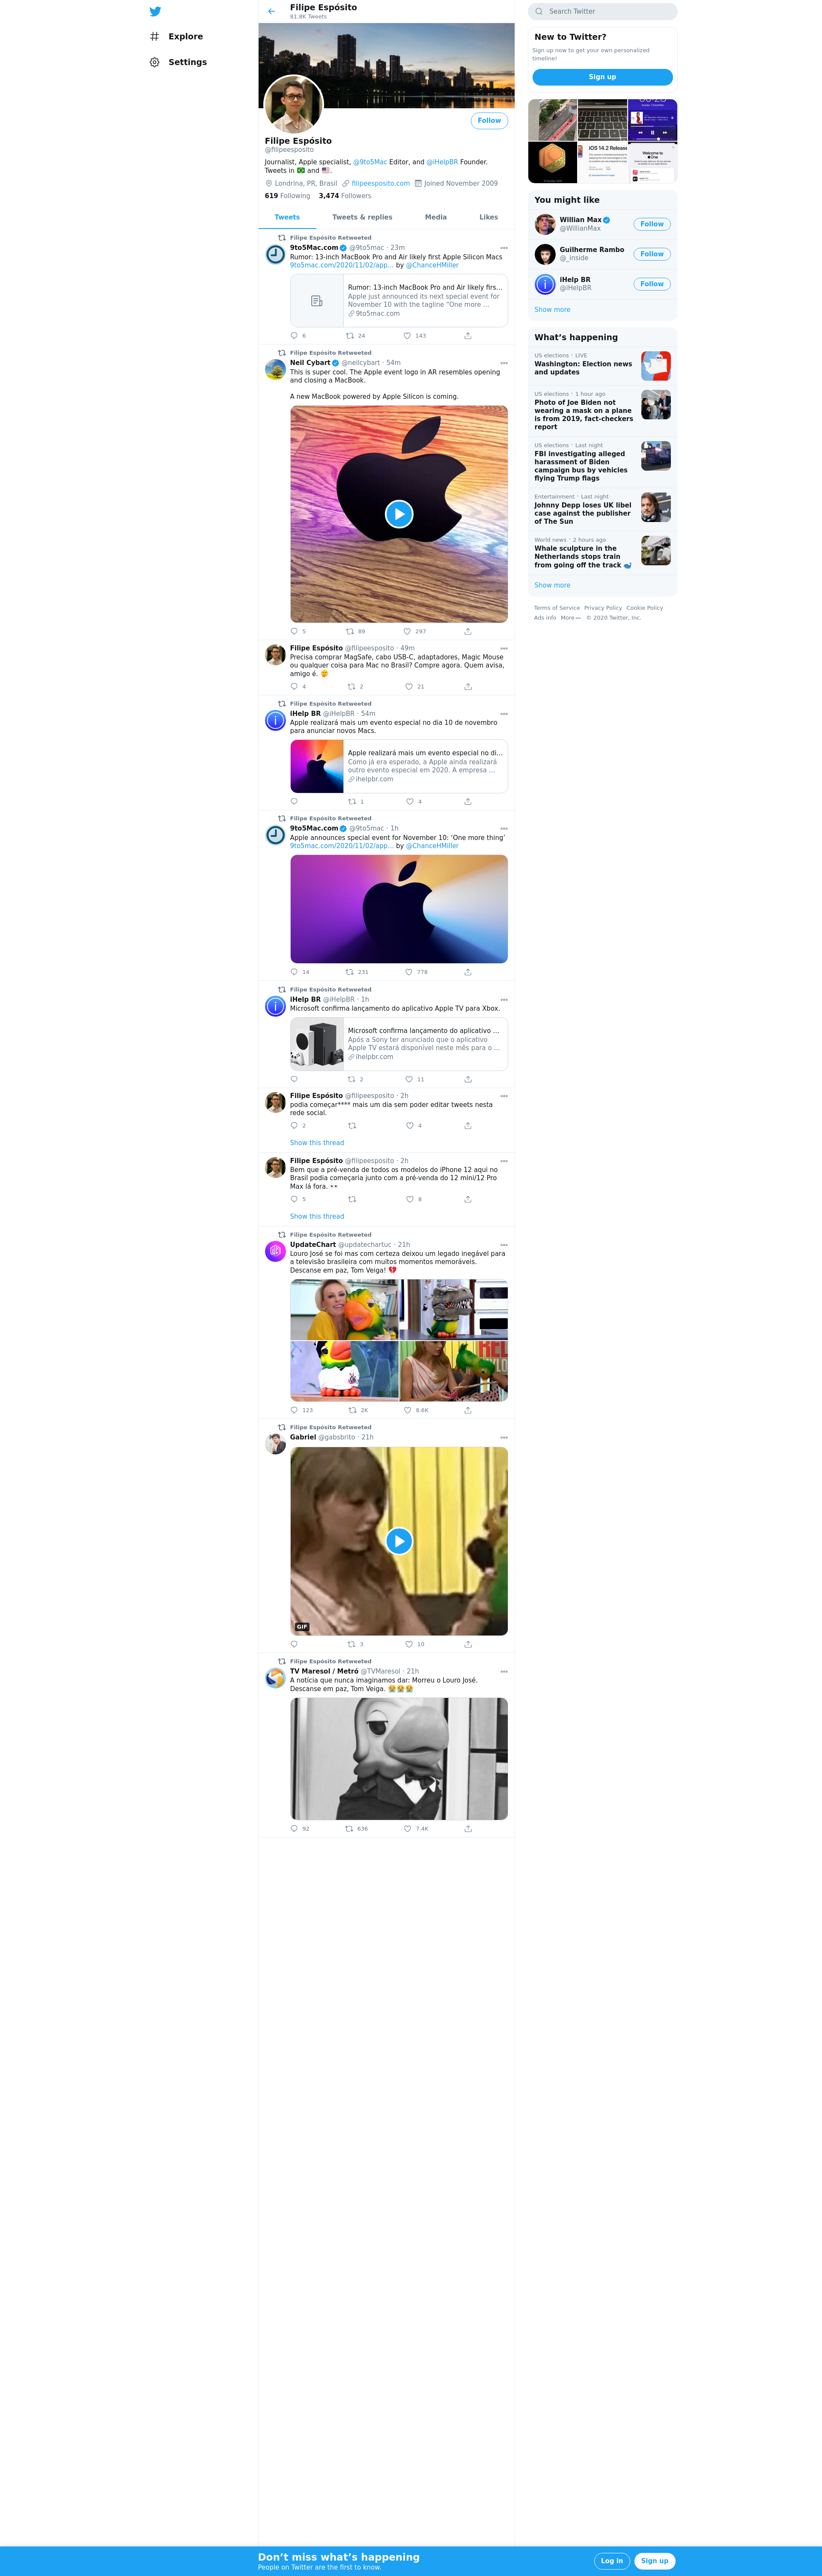 Explore
Settings
Filipe Espósito
81.8K Tweets
Follow
Filipe Espósito
@filipeesposito
Journalist, Apple specialist, @9to5Mac Editor, and @iHelpBR Founder.
Tweets in 🇧🇷 and 🇺🇸.
Londrina, PR, Brasil filipeesposito.com Joined November 2009
619 Following 3,474 Followers
Tweets Tweets & replies Media Likes
Filipe Espósito Retweeted
9to5Mac.com @9to5mac · 23m
Rumor: 13-inch MacBook Pro and Air likely first Apple Silicon Macs
9to5mac.com/2020/11/02/app… by @ChanceHMiller
Rumor: 13-inch MacBook Pro and Air likely firs…
Apple just announced its next special event for
November 10 with the tagline “One more …
9to5mac.com
6 24 143
Filipe Espósito Retweeted
Neil Cybart @neilcybart · 54m
This is super cool. The Apple event logo in AR resembles opening
and closing a MacBook.
A new MacBook powered by Apple Silicon is coming.
5 89 297
Filipe Espósito @filipeesposito · 49m
Precisa comprar MagSafe, cabo USB-C, adaptadores, Magic Mouse
ou qualquer coisa para Mac no Brasil? Compre agora. Quem avisa,
amigo é.
4 2 21
Filipe Espósito Retweeted
iHelp BR @iHelpBR · 54m
Apple realizará mais um evento especial no dia 10 de novembro
para anunciar novos Macs.
Apple realizará mais um evento especial no di…
Como já era esperado, a Apple ainda realizará
outro evento especial em 2020. A empresa …
ihelpbr.com
1 4
Filipe Espósito Retweeted
9to5Mac.com @9to5mac · 1h
Apple announces special event for November 10: ‘One more thing’
9to5mac.com/2020/11/02/app… by @ChanceHMiller
14 231 778
Filipe Espósito Retweeted
iHelp BR @iHelpBR · 1h
Microsoft confirma lançamento do aplicativo Apple TV para Xbox.
Microsoft confirma lançamento do aplicativo …
Após a Sony ter anunciado que o aplicativo
Apple TV estará disponível neste mês para o …
ihelpbr.com
2 11
Filipe Espósito @filipeesposito · 2h
podia começar**** mais um dia sem poder editar tweets nesta
rede social.
2 4
Show this thread
Filipe Espósito @filipeesposito · 2h
Bem que a pré-venda de todos os modelos do iPhone 12 aqui no
Brasil podia começaria junto com a pré-venda do 12 mini/12 Pro
Max lá fora. 👀
5 8
Show this thread
Filipe Espósito Retweeted
UpdateChart @updatechartuc · 21h
Louro José se foi mas com certeza deixou um legado inegável para
a televisão brasileira com muitos momentos memoráveis.
Descanse em paz, Tom Veiga! 💔
123 2K 8.6K
Filipe Espósito Retweeted
Gabriel @gabsbrito · 21h
GIF
3 10
Filipe Espósito Retweeted
TV Maresol / Metró @TVMaresol · 21h
A notícia que nunca imaginamos dar: Morreu o Louro José.
Descanse em paz, Tom Veiga. 😭😭😭
92 636 7.4K
Search Twitter
New to Twitter?
Sign up now to get your own personalized
timeline!
Sign up
iOS 14.2 Release
Welcome to
One
You might like
Willian Max
@WillianMax
Follow
Guilherme Rambo
@_inside
Follow
iHelp BR
@iHelpBR
Follow
Show more
What’s happening
US elections · LIVE
Washington: Election news
and updates
US elections · 1 hour ago
Photo of Joe Biden not
wearing a mask on a plane
is from 2019, fact-checkers
report
US elections · Last night
FBI investigating alleged
harassment of Biden
campaign bus by vehicles
flying Trump flags
Entertainment · Last night
Johnny Depp loses UK libel
case against the publisher
of The Sun
World news · 2 hours ago
Whale sculpture in the
Netherlands stops train
from going off the track 🐋
Show more
Terms of Service Privacy Policy Cookie Policy
Ads info More © 2020 Twitter, Inc.
Don’t miss what’s happening
People on Twitter are the first to know.
Log in
Sign up